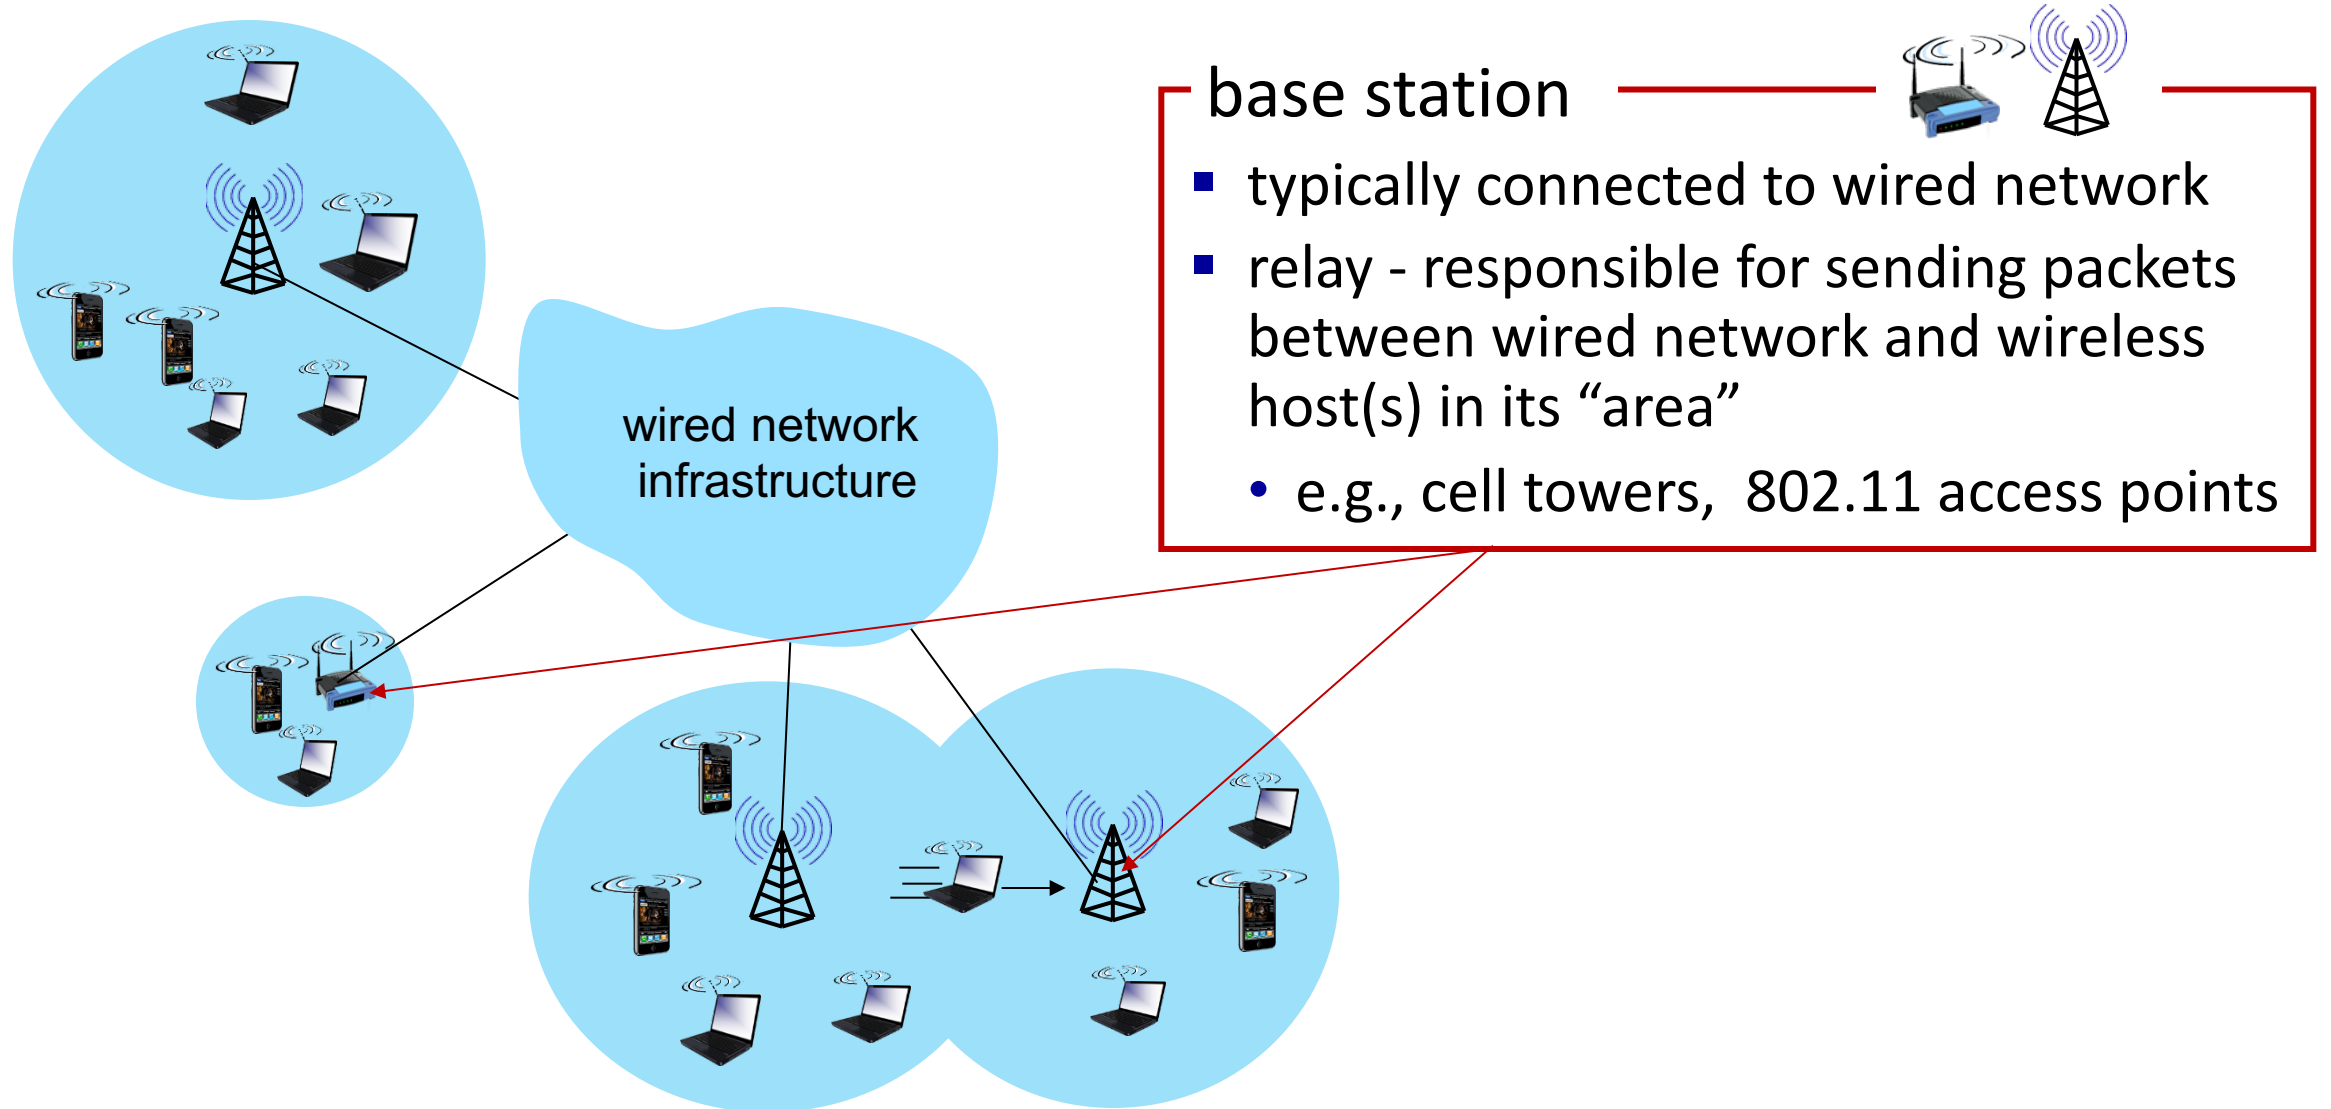 base station
typically connected to wired network
relay - responsible for sending packets
between wired network and wireless
host(s) in its “area”
e.g., cell towers,  802.11 access points
wired network
infrastructure